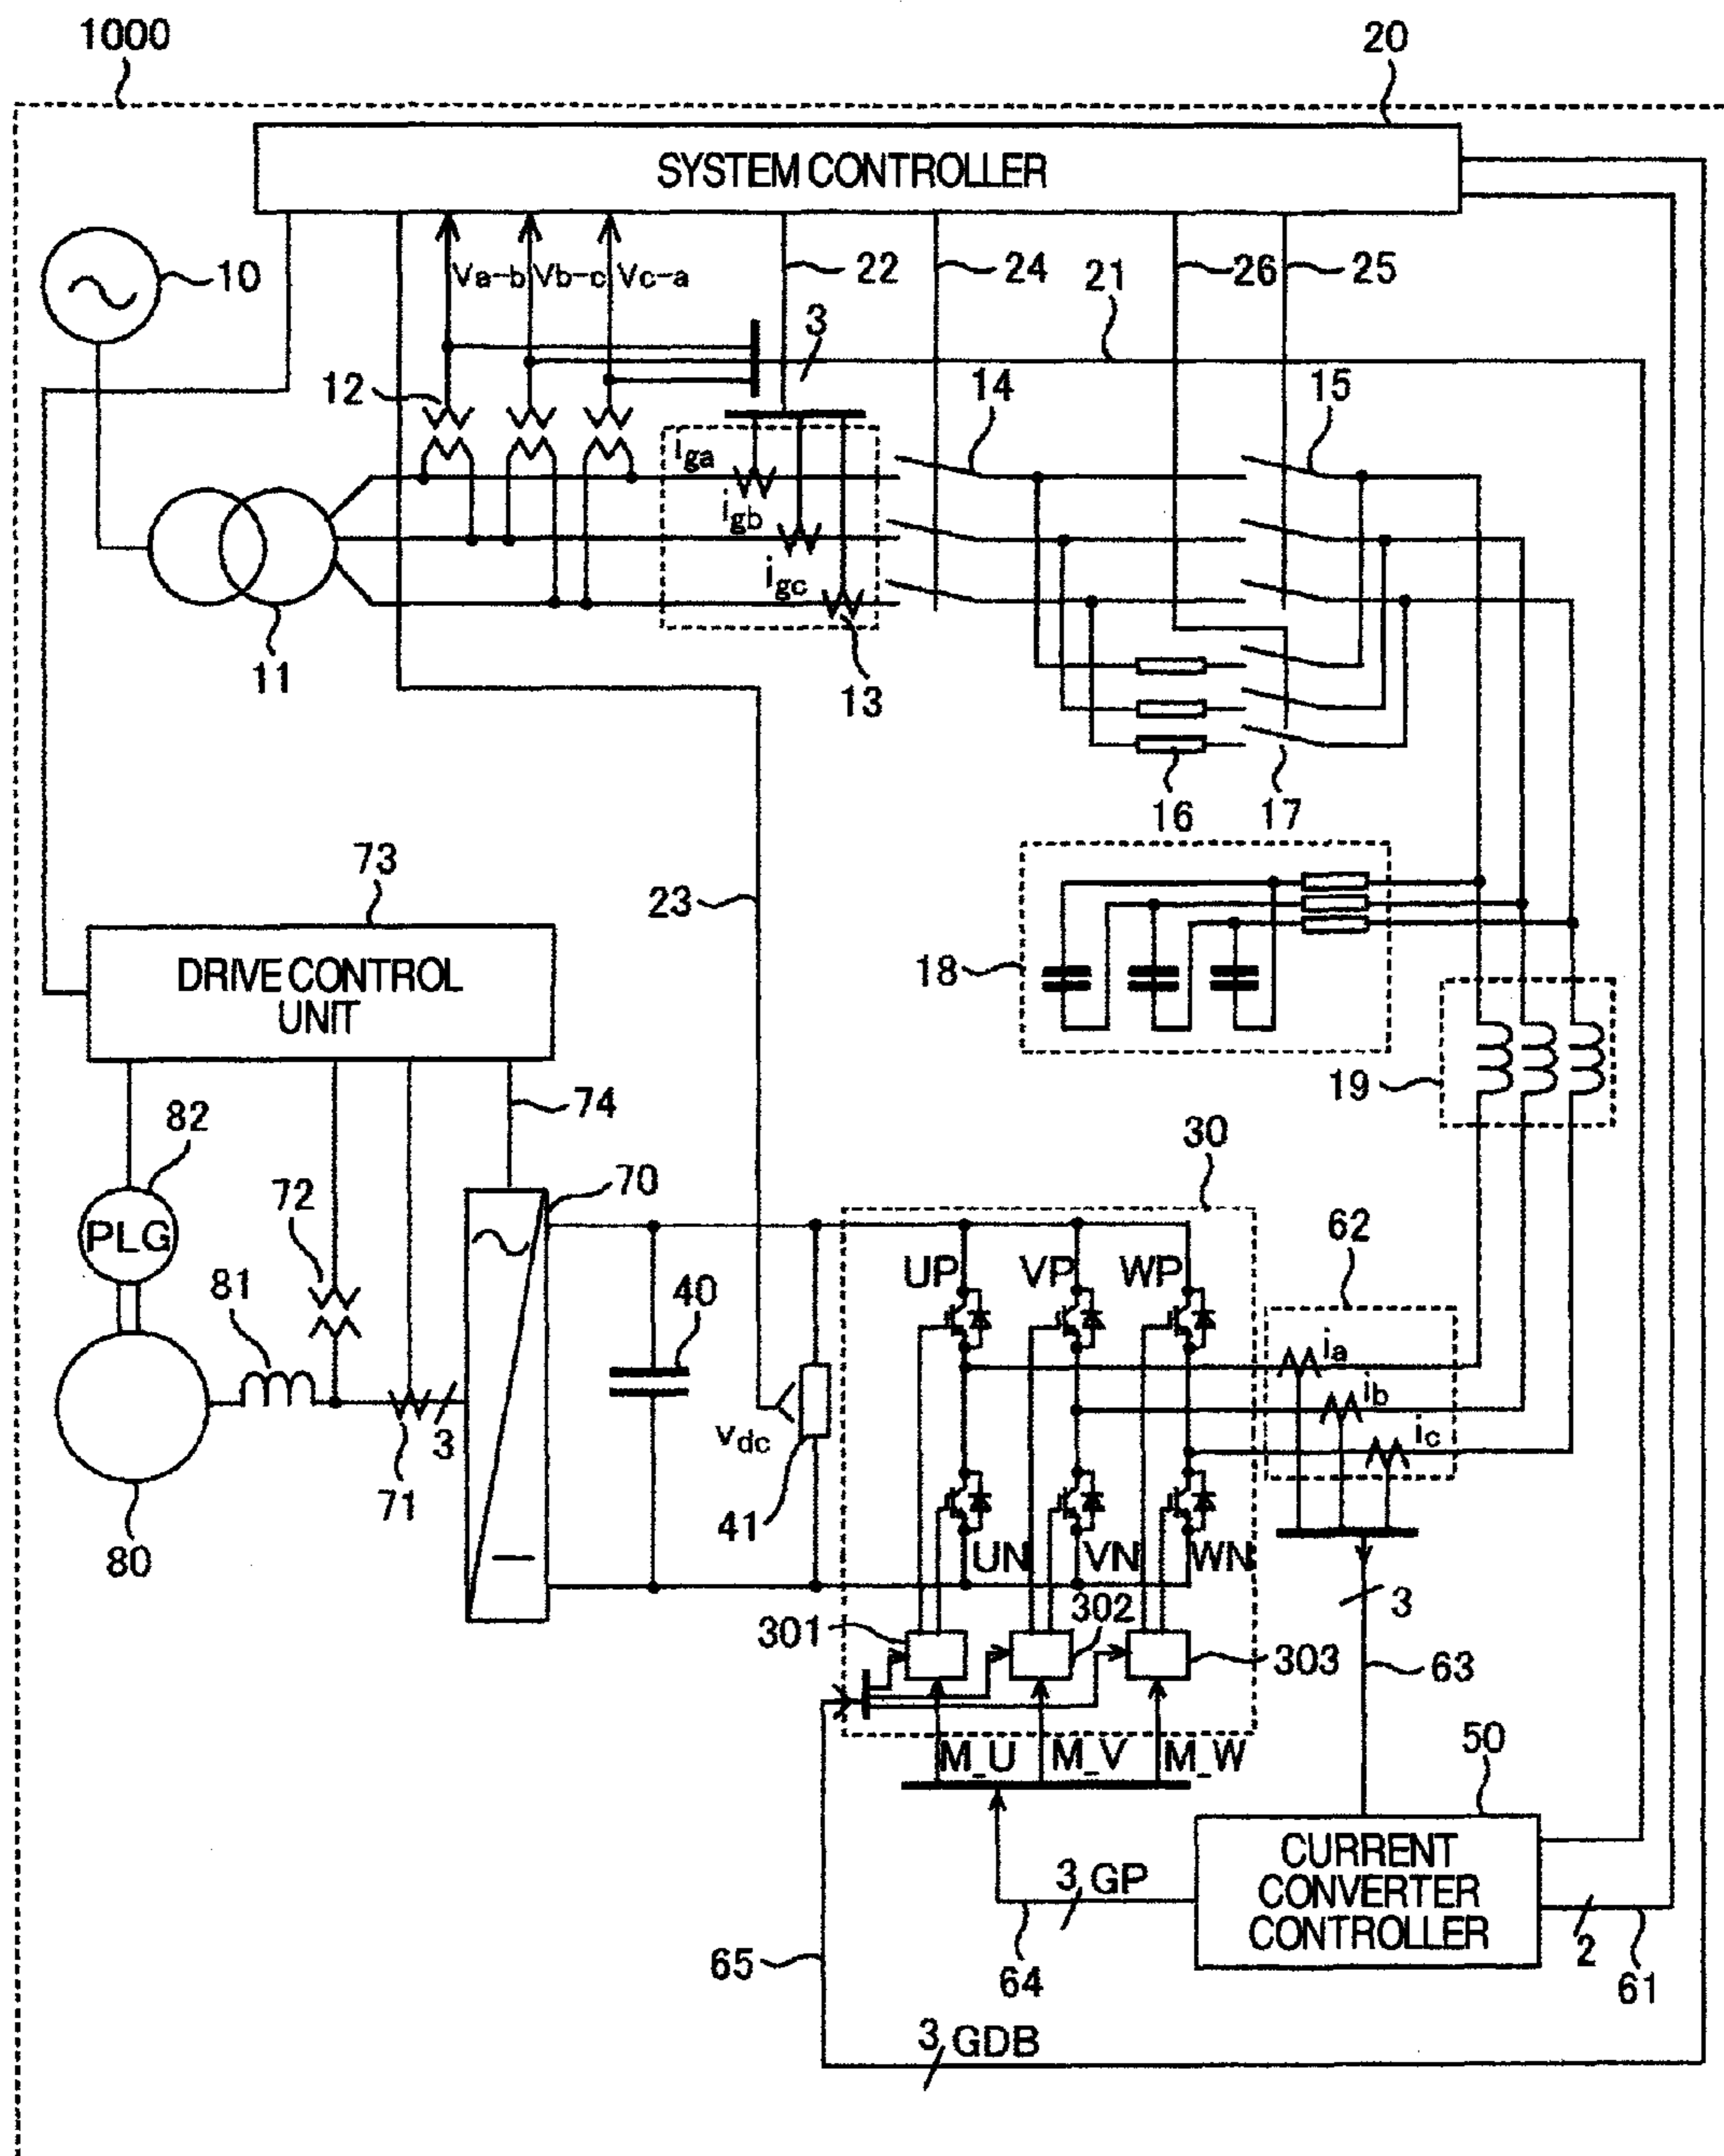 1000
20
SYSTEM CONTROLLER
10
Va-b
Vb-c
Vc-a
22
24
26
25
3
21
12
14
15
iga
igb
igc
11
13
16
17
73
23
18
DRIVE CONTROL
UNIT
19
74
82
30
72
70
62
PLG
UP
VP
WP
81
40
ia
ib
3
vdc
ic
71
41
80
UN
VN
WN
3
301
302
303
63
M_U
M_V
M_W
50
CURRENT
CONVERTER
CONTROLLER
3
GP
65
64
2
61
3
GDB